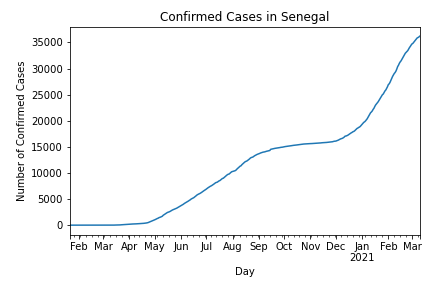 Confirmed Cases in Senegal
Number of Confirmed Cases
35000
30000
25000
20000
15000
10000
5000
0
Feb Mar Apr May Jun Jul Aug Sep Oct Nov Dec Jan Feb Mar
2021
Day